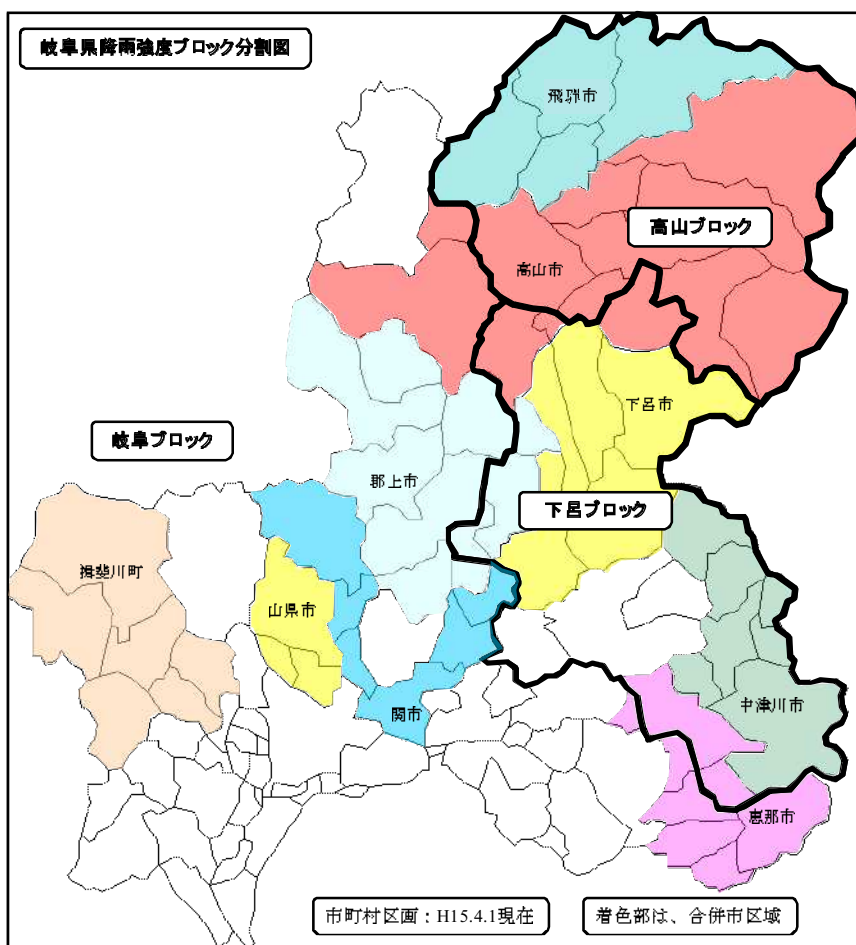 岐阜県降雨強度ブロック分割図
飛騨市
高山ブロック
高山市
下呂市
岐阜ブロック
郡上市
下呂ブロック
揖斐川町
山県市
関市
中津川市
恵那市
市町村区画：H15.4.1現在
着色部は、合併市区域